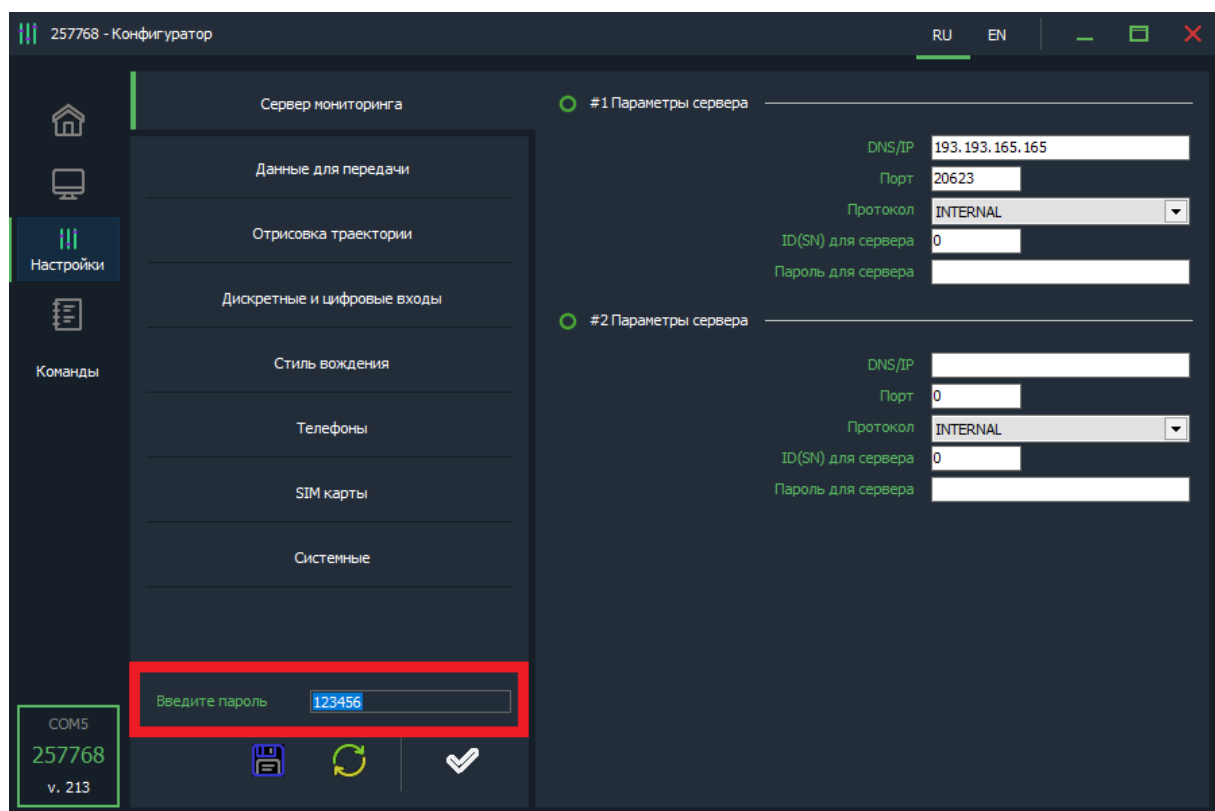 257768 - Конфигуратор
RU
EN
Настройки
Команды
COM5
257768
v. 213
Сервер мониторинга
Данные для передачи
Отрисовка траектории
Дискретные и цифровые входы
Стиль вождения
Телефоны
SIM карты
Системные
Введите пароль 123456
#1 Параметры сервера
DNS/IP 193.193.165.165
Порт 20623
Протокол INTERNAL
ID(SN) для сервера 0
Пароль для сервера
#2 Параметры сервера
DNS/IP
Порт 0
Протокол INTERNAL
ID(SN) для сервера 0
Пароль для сервера